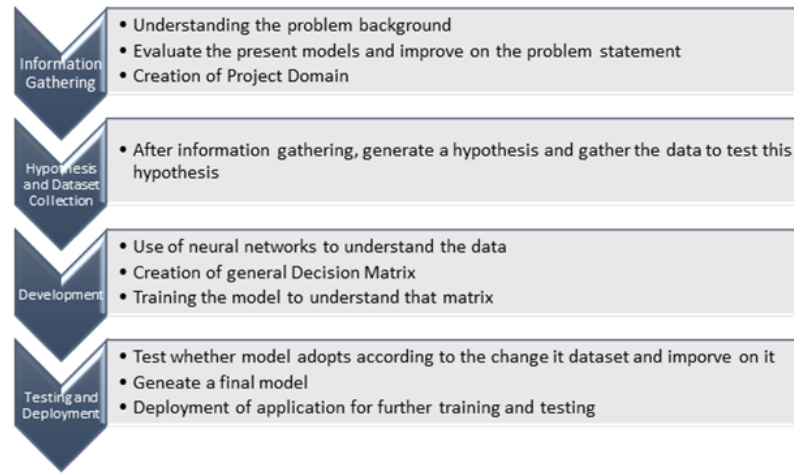 Information
Gathering
• Understanding the problem background
• Evaluate the present models and improve on the problem statement
• Creation of Project Domain
Hypothesis
and Dataset
Collection
• After information gathering, generate a hypothesis and gather the data to test this
hypothesis
Development
• Use of neural networks to understand the data
• Creation of general Decision Matrix
• Training the model to understand that matrix
Testing and
Deployment
• Test whether model adopts according to the change it dataset and imporve on it
• Geneate a final model
• Deployment of application for further training and testing